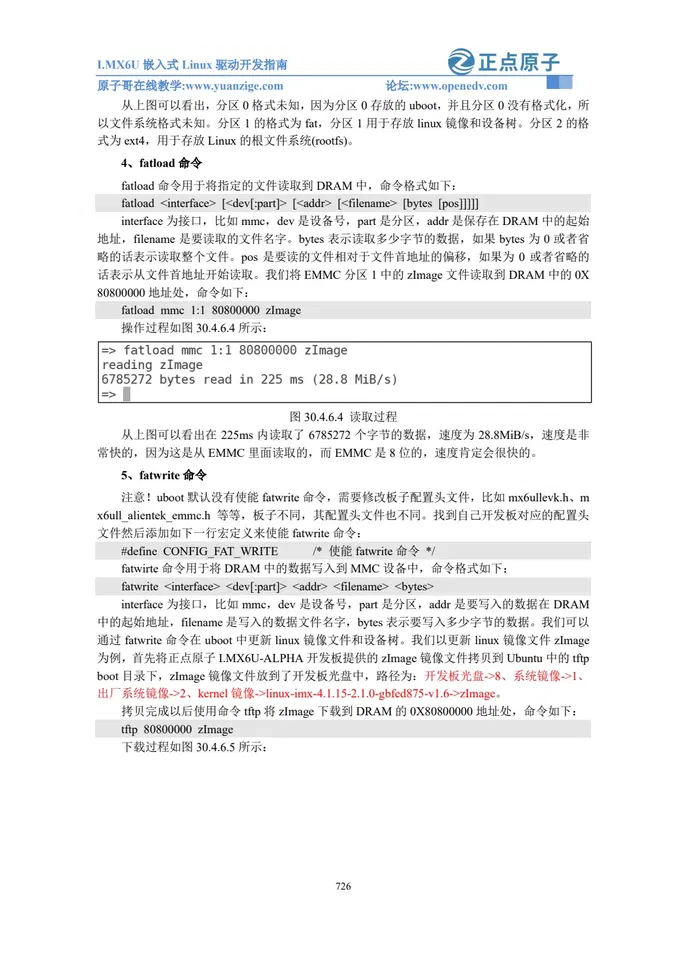 I.MX6U 嵌入式 Linux 驱动开发指南
正点原子
原子哥在线教学:www.yuanzige.com 论坛:www.openedv.com
从上图可以看出，分区 0 格式未知，因为分区 0 存放的 uboot，并且分区 0 没有格式化，所
以文件系统格式未知。分区 1 的格式为 fat，分区 1 用于存放 linux 镜像和设备树。分区 2 的格
式为 ext4，用于存放 Linux 的根文件系统(rootfs)。
4、fatload 命令
fatload 命令用于将指定的文件读取到 DRAM 中，命令格式如下：
fatload <interface> [<dev[:part]> [<addr> [<filename> [bytes [pos]]]]]
interface 为接口，比如 mmc，dev 是设备号，part 是分区，addr 是保存在 DRAM 中的起始
地址，filename 是要读取的文件名字。bytes 表示读取多少字节的数据，如果 bytes 为 0 或者省
略的话表示读取整个文件。pos 是要读的文件相对于文件首地址的偏移，如果为 0 或者省略的
话表示从文件首地址开始读取。我们将 EMMC 分区 1 中的 zImage 文件读取到 DRAM 中的 0X
80800000 地址处，命令如下：
fatload mmc 1:1 80800000 zImage
操作过程如图 30.4.6.4 所示：
=> fatload mmc 1:1 80800000 zImage
reading zImage
6785272 bytes read in 225 ms (28.8 MiB/s)
=>
图 30.4.6.4 读取过程
从上图可以看出在 225ms 内读取了 6785272 个字节的数据，速度为 28.8MiB/s，速度是非
常快的，因为这是从 EMMC 里面读取的，而 EMMC 是 8 位的，速度肯定会很快的。
5、fatwrite 命令
注意！uboot 默认没有使能 fatwrite 命令，需要修改板子配置头文件，比如 mx6ullevk.h、m
x6ull_alientek_emmc.h 等等，板子不同，其配置头文件也不同。找到自己开发板对应的配置头
文件然后添加如下一行宏定义来使能 fatwrite 命令：
#define CONFIG_FAT_WRITE /* 使能 fatwrite 命令 */
fatwirte 命令用于将 DRAM 中的数据写入到 MMC 设备中，命令格式如下：
fatwrite <interface> <dev[:part]> <addr> <filename> <bytes>
interface 为接口，比如 mmc，dev 是设备号，part 是分区，addr 是要写入的数据在 DRAM
中的起始地址，filename 是写入的数据文件名字，bytes 表示要写入多少字节的数据。我们可以
通过 fatwrite 命令在 uboot 中更新 linux 镜像文件和设备树。我们以更新 linux 镜像文件 zImage
为例，首先将正点原子 I.MX6U-ALPHA 开发板提供的 zImage 镜像文件拷贝到 Ubuntu 中的 tftp
boot 目录下，zImage 镜像文件放到了开发板光盘中，路径为：开发板光盘->8、系统镜像->1、
出厂系统镜像->2、kernel 镜像->linux-imx-4.1.15-2.1.0-gbfed875-v1.6->zImage。
拷贝完成以后使用命令 tftp 将 zImage 下载到 DRAM 的 0X80800000 地址处，命令如下：
tftp 80800000 zImage
下载过程如图 30.4.6.5 所示：
726